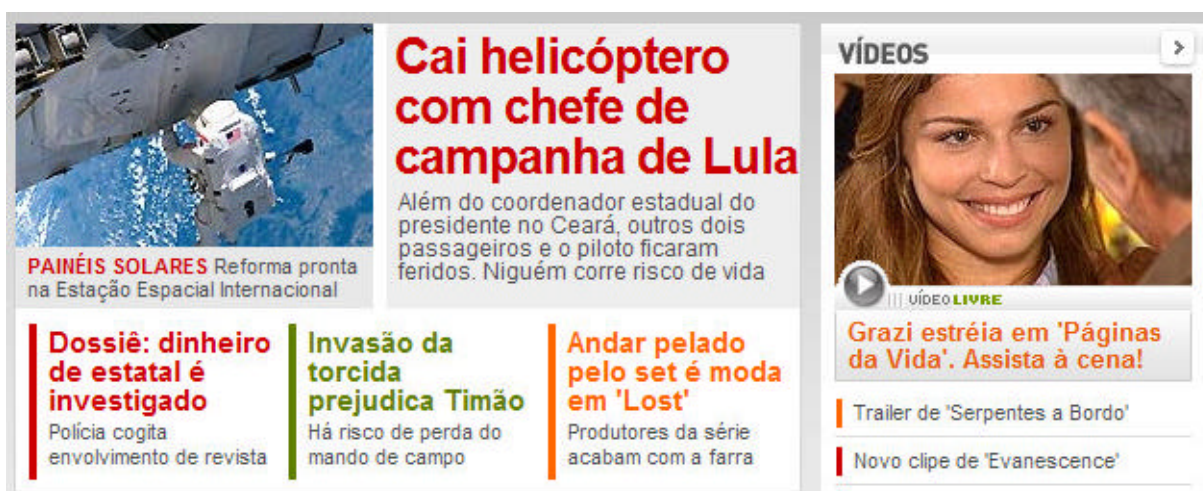 PAINÉIS SOLARES Reforma pronta
na Estação Espacial Internacional
Cai helicóptero
com chefe de
campanha de Lula
Além do coordenador estadual do
presidente no Ceará, outros dois
passageiros e o piloto ficaram
feridos. Niguém corre risco de vida
Dossiê: dinheiro
de estatal é
investigado
Polícia cogita
envolvimento de revista
Invasão da
torcida
prejudica Timão
Há risco de perda do
mando de campo
Andar pelado
pelo set é moda
em 'Lost'
Produtores da série
acabam com a farra
VÍDEOS
VÍDEOLIVRE
Grazi estréia em 'Páginas
da Vida'. Assista à cena!
Trailer de 'Serpentes a Bordo'
Novo clipe de 'Evanescence'